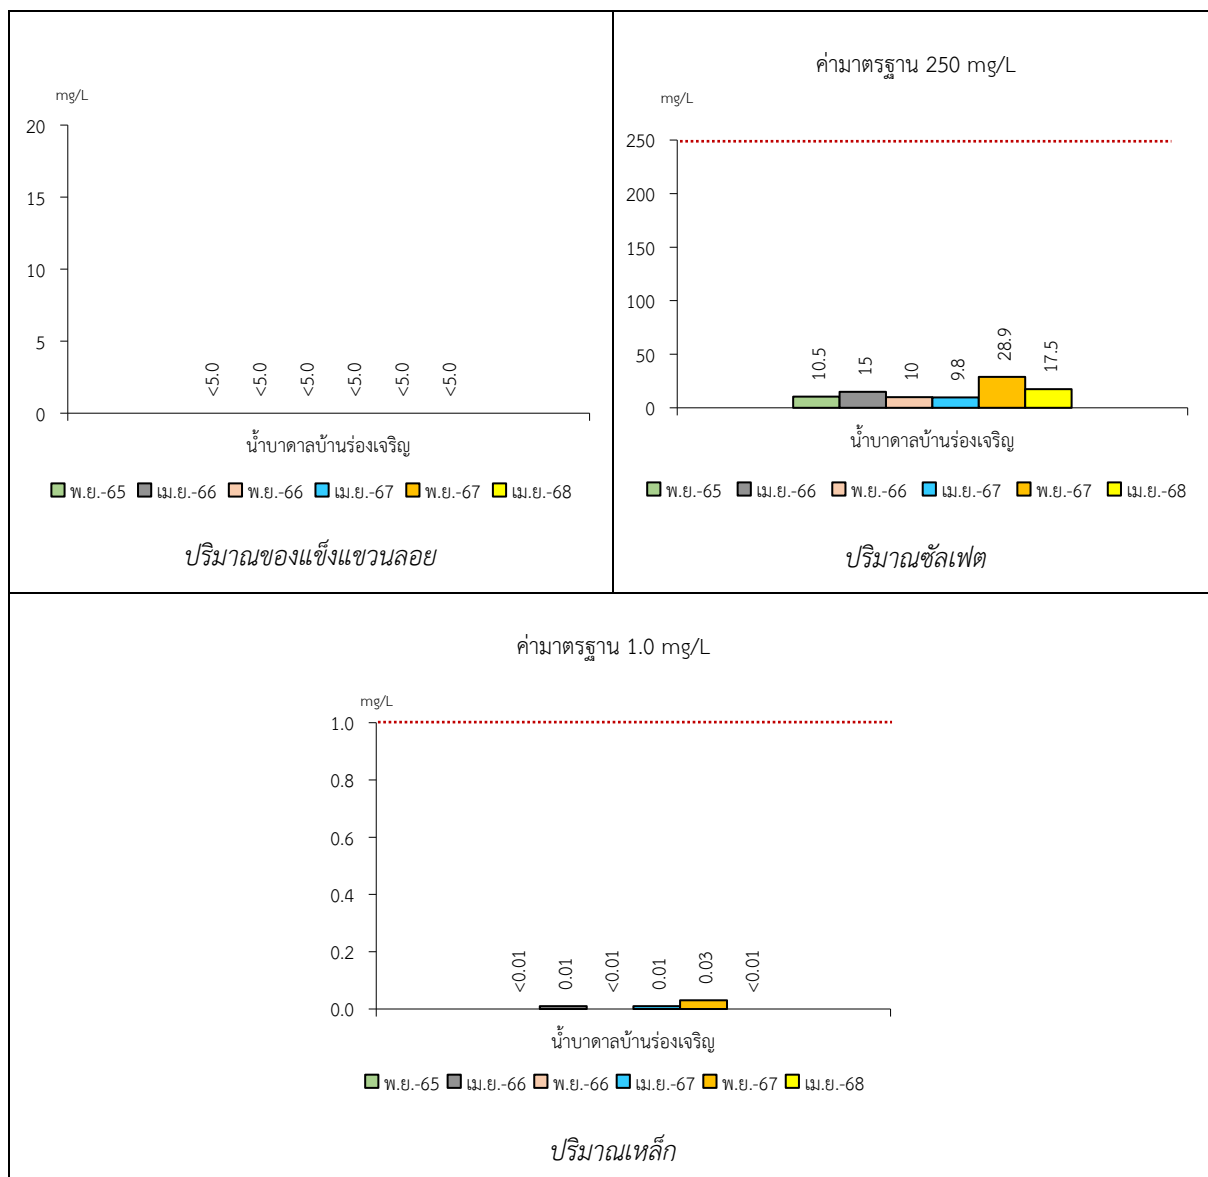 mg/L
20
15
10
5
0
<5.0 <5.0 <5.0 <5.0 <5.0 <5.0
น้ำบาดาลบ้านร่องเจริญ
พ.ย.-65 เม.ย.-66 พ.ย.-66 เม.ย.-67 พ.ย.-67 เม.ย.-68
ปริมาณของแข็งแขวนลอย
ค่ามาตรฐาน 250 mg/L
mg/L
250
200
150
100
50
0
10.5 15 10 9.8 28.9 17.5
น้ำบาดาลบ้านร่องเจริญ
พ.ย.-65 เม.ย.-66 พ.ย.-66 เม.ย.-67 พ.ย.-67 เม.ย.-68
ปริมาณซัลเฟต
ค่ามาตรฐาน 1.0 mg/L
mg/L
1.0
0.8
0.6
0.4
0.2
0.0
<0.01 0.01 <0.01 0.01 0.03 <0.01
น้ำบาดาลบ้านร่องเจริญ
พ.ย.-65 เม.ย.-66 พ.ย.-66 เม.ย.-67 พ.ย.-67 เม.ย.-68
ปริมาณเหล็ก